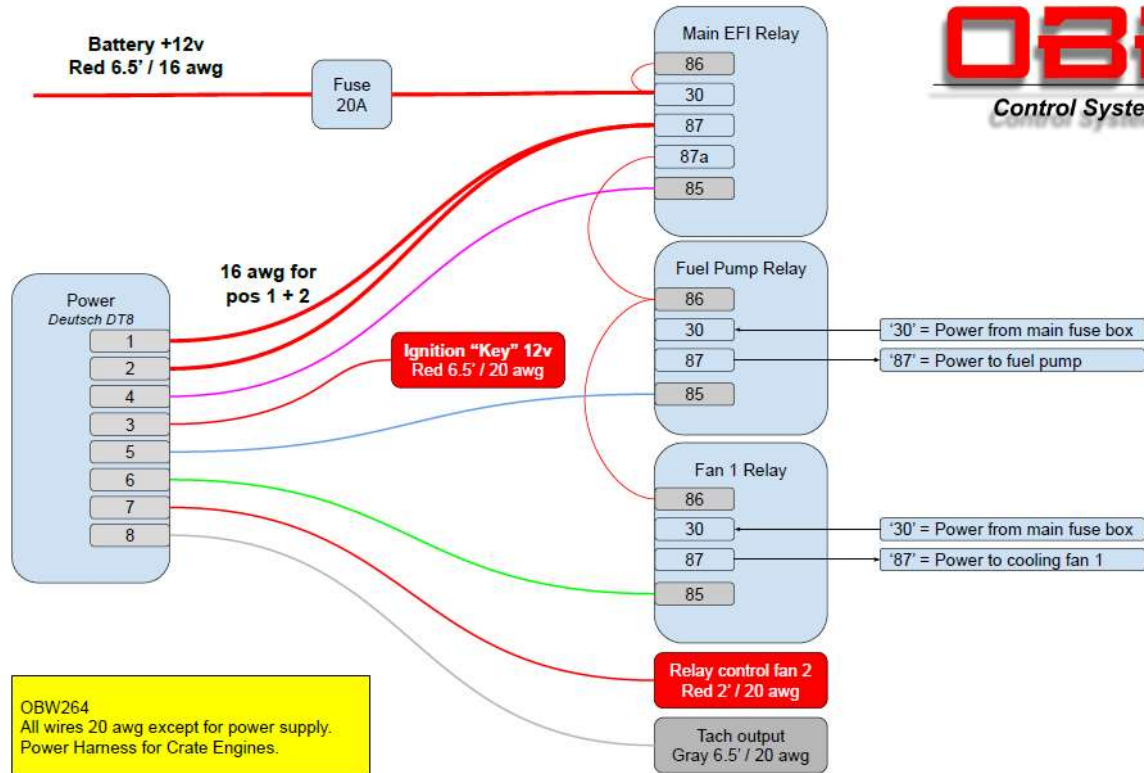 Battery +12v
Red 6.5' / 16 awg
Fuse
20A
Main EFI Relay
86
30
87
87a
85
Control Syste
16 awg for
pos 1 + 2
Power
Deutsch DT8
1
2
4
3
5
6
7
8
Ignition “Key” 12v
Red 6.5' / 20 awg
Fuel Pump Relay
86
30
87
85
‘30’ = Power from main fuse box
‘87’ = Power to fuel pump
Fan 1 Relay
86
30
87
85
‘30’ = Power from main fuse box
‘87’ = Power to cooling fan 1
Relay control fan 2
Red 2' / 20 awg
Tach output
Gray 6.5' / 20 awg
OBW264
All wires 20 awg except for power supply.
Power Harness for Crate Engines.